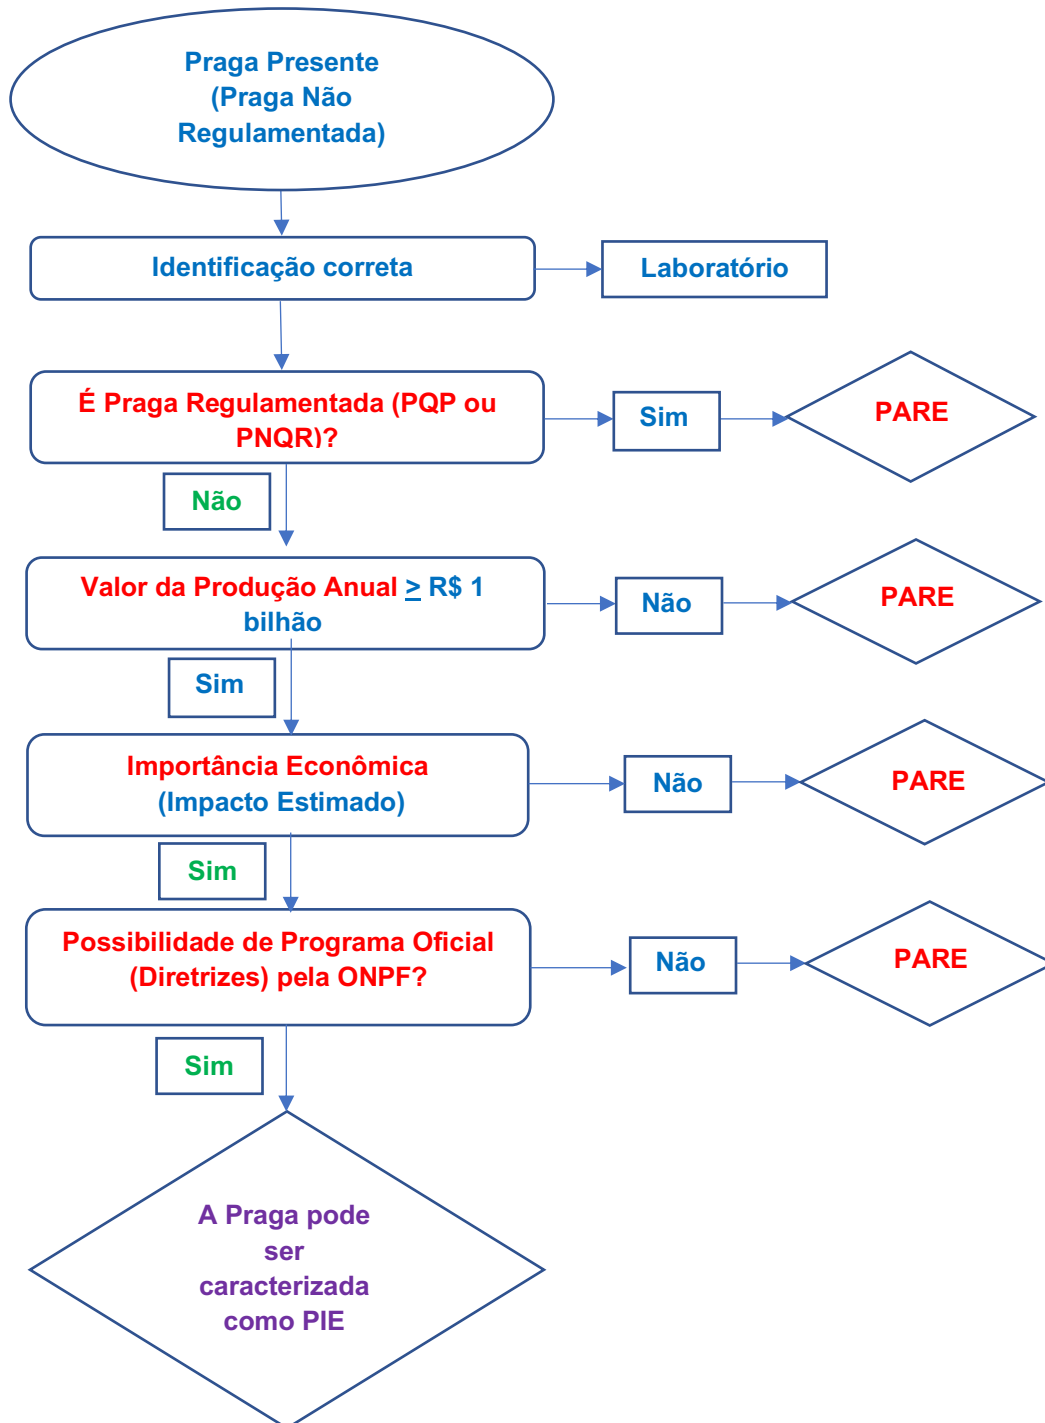 Praga Presente
(Praga Não
Regulamentada)
Identificação correta
Laboratório
É Praga Regulamentada (PQP ou
PNQR)?
Sim
PARE
Não
Valor da Produção Anual ≥ R$ 1
bilhão
Não
PARE
Sim
Importância Econômica
(Impacto Estimado)
Não
PARE
Sim
Possibilidade de Programa Oficial
(Diretrizes) pela ONPF?
Não
PARE
Sim
A Praga pode
ser
caracterizada
como PIE